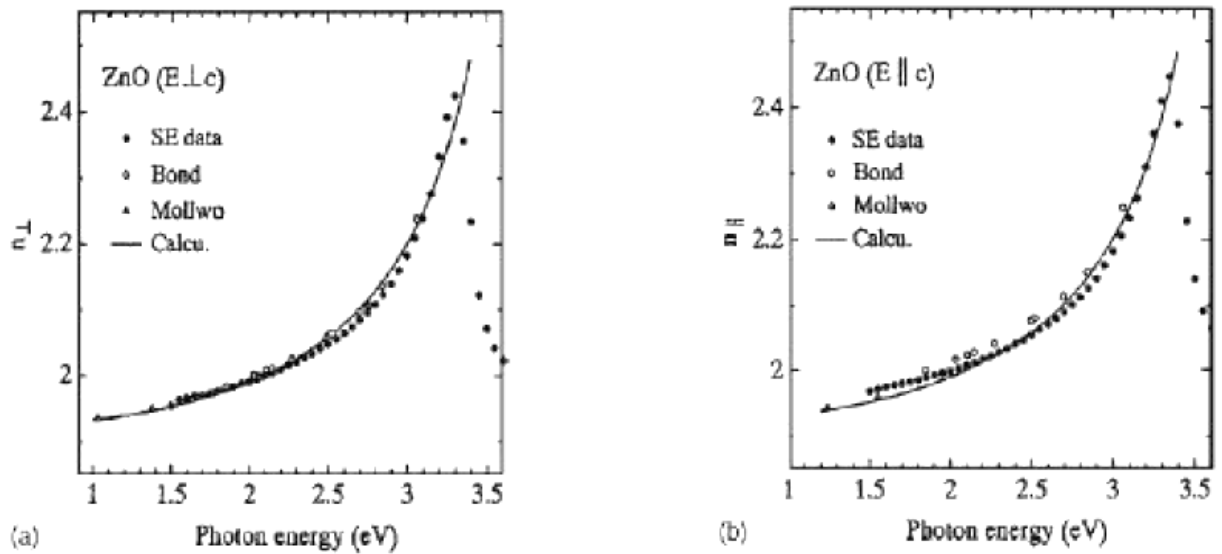 ZnO (E⊥c)
SE data
Bond
Mollwo
Calcu.
2.4
2.2
2
n⊥
1
1.5
2
2.5
3
3.5
(a)
Photon energy (eV)
ZnO (E ∥ c)
SE data
Bond
Mollwo
Calcu.
2.4
2.2
2
n∥
1
1.5
2
2.5
3
3.5
(b)
Photon energy (eV)